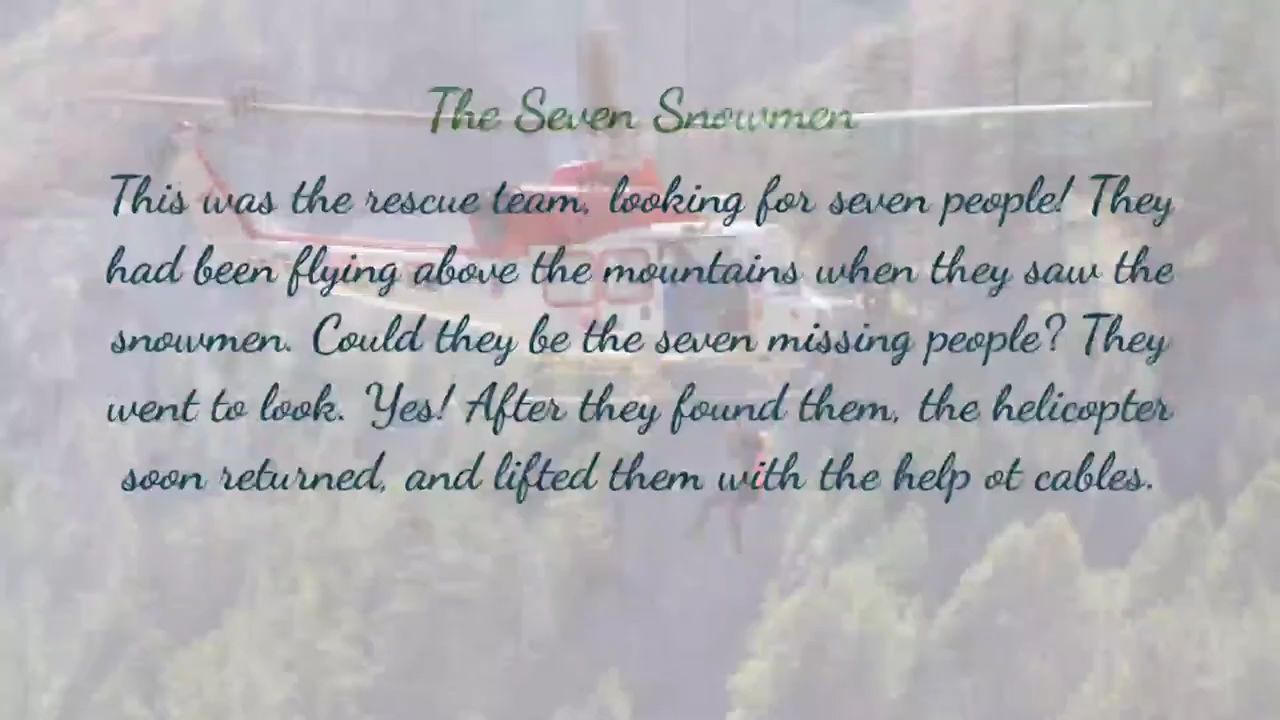 The Seven Snowmen
This was the rescue team, looking for seven people! They
had been flying above the mountains when they saw the
snowmen. Could they be the seven missing people? They
went to look. Yes! After they found them, the helicopter
soon returned, and lifted them with the help ot cables.